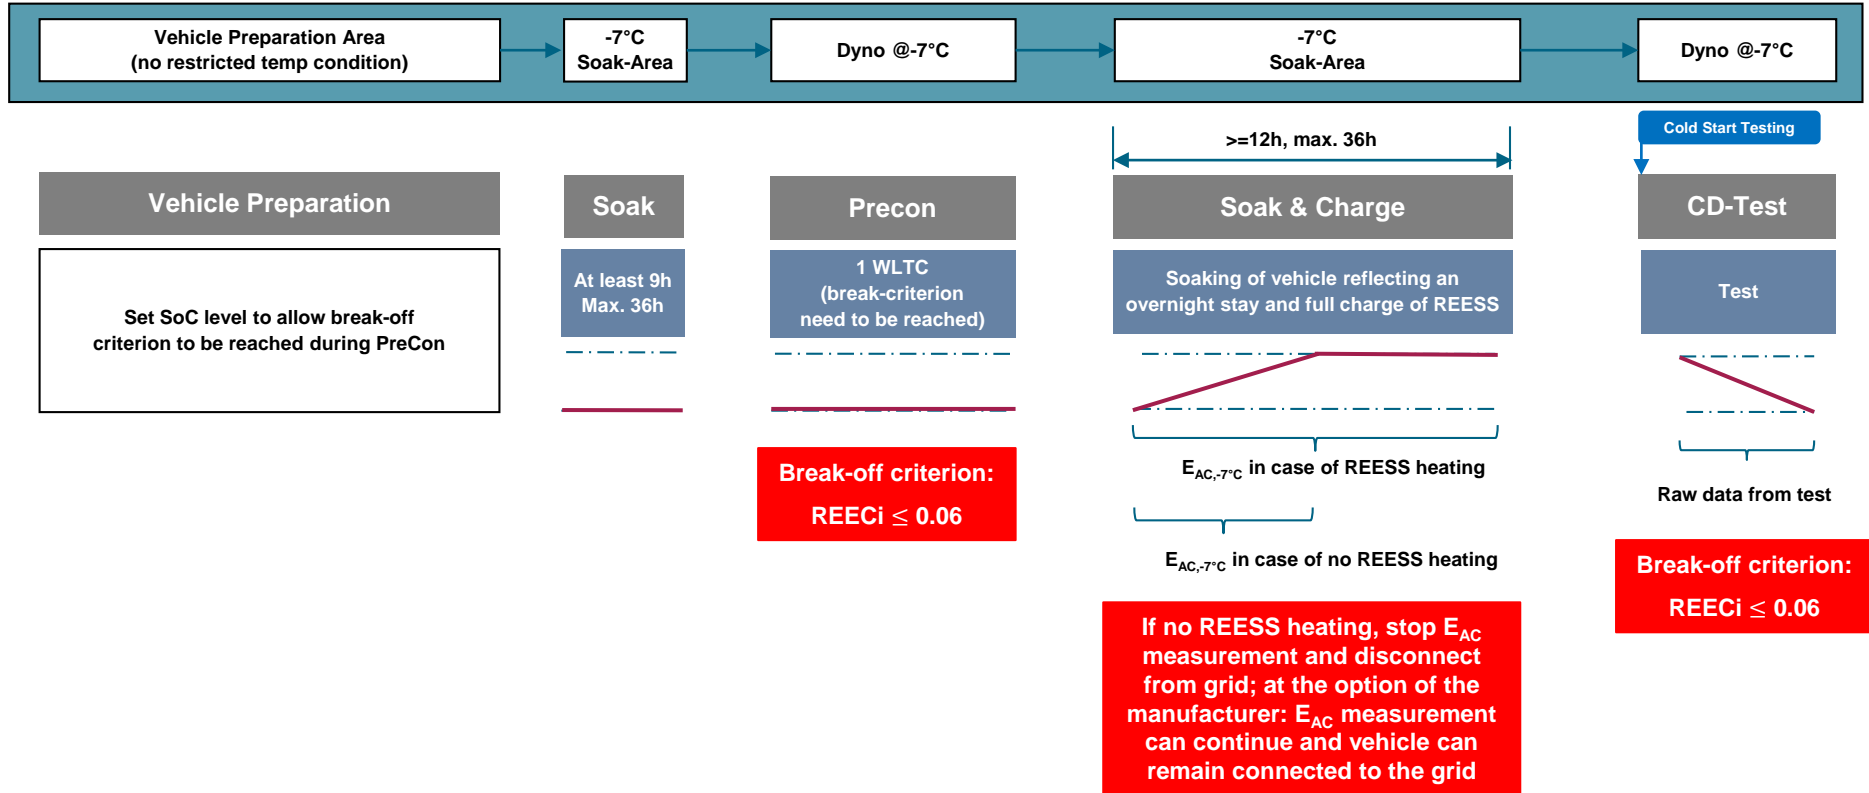 Vehicle Preparation Area
(no restricted temp condition)
-7°C
Soak-Area
Dyno @-7°C
-7°C
Soak-Area
Dyno @-7°C
Cold Start Testing
>=12h, max. 36h
Vehicle Preparation
Soak
Precon
Soak & Charge
CD-Test
Set SoC level to allow break-off
criterion to be reached during PreCon
At least 9h
Max. 36h
1 WLTC
(break-criterion
need to be reached)
Soaking of vehicle reflecting an
overnight stay and full charge of REESS
Test
Break-off criterion:
REECi ≤ 0.06
E_AC,-7°C in case of REESS heating
E_AC,-7°C in case of no REESS heating
If no REESS heating, stop E_AC
measurement and disconnect
from grid; at the option of the
manufacturer: E_AC measurement
can continue and vehicle can
remain connected to the grid
Raw data from test
Break-off criterion:
REECi ≤ 0.06